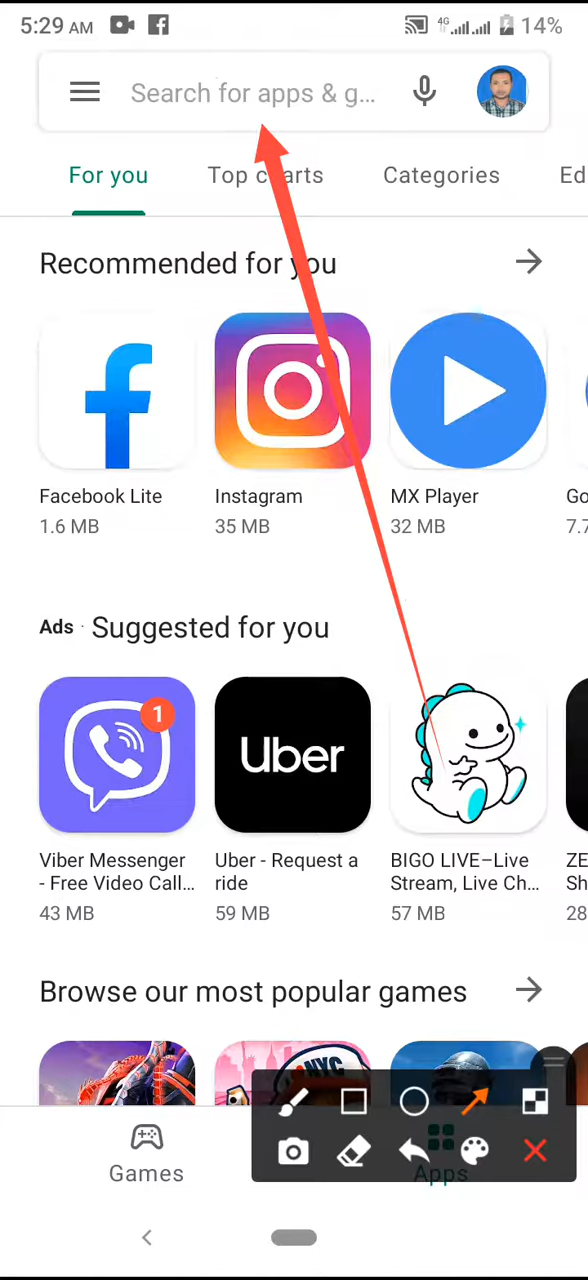 5:29 AM
4G
14%
Search for apps & g...
For you
Top charts
Categories
Ed
Recommended for you
Facebook Lite
Instagram
MX Player
Go
1.6 MB
35 MB
32 MB
7.7
Ads · Suggested for you
1
Uber
Viber Messenger
- Free Video Call...
43 MB
Uber - Request a
ride
59 MB
BIGO LIVE–Live
Stream, Live Ch...
57 MB
ZE
Sh
28
Browse our most popular games
NYC
Games
Apps